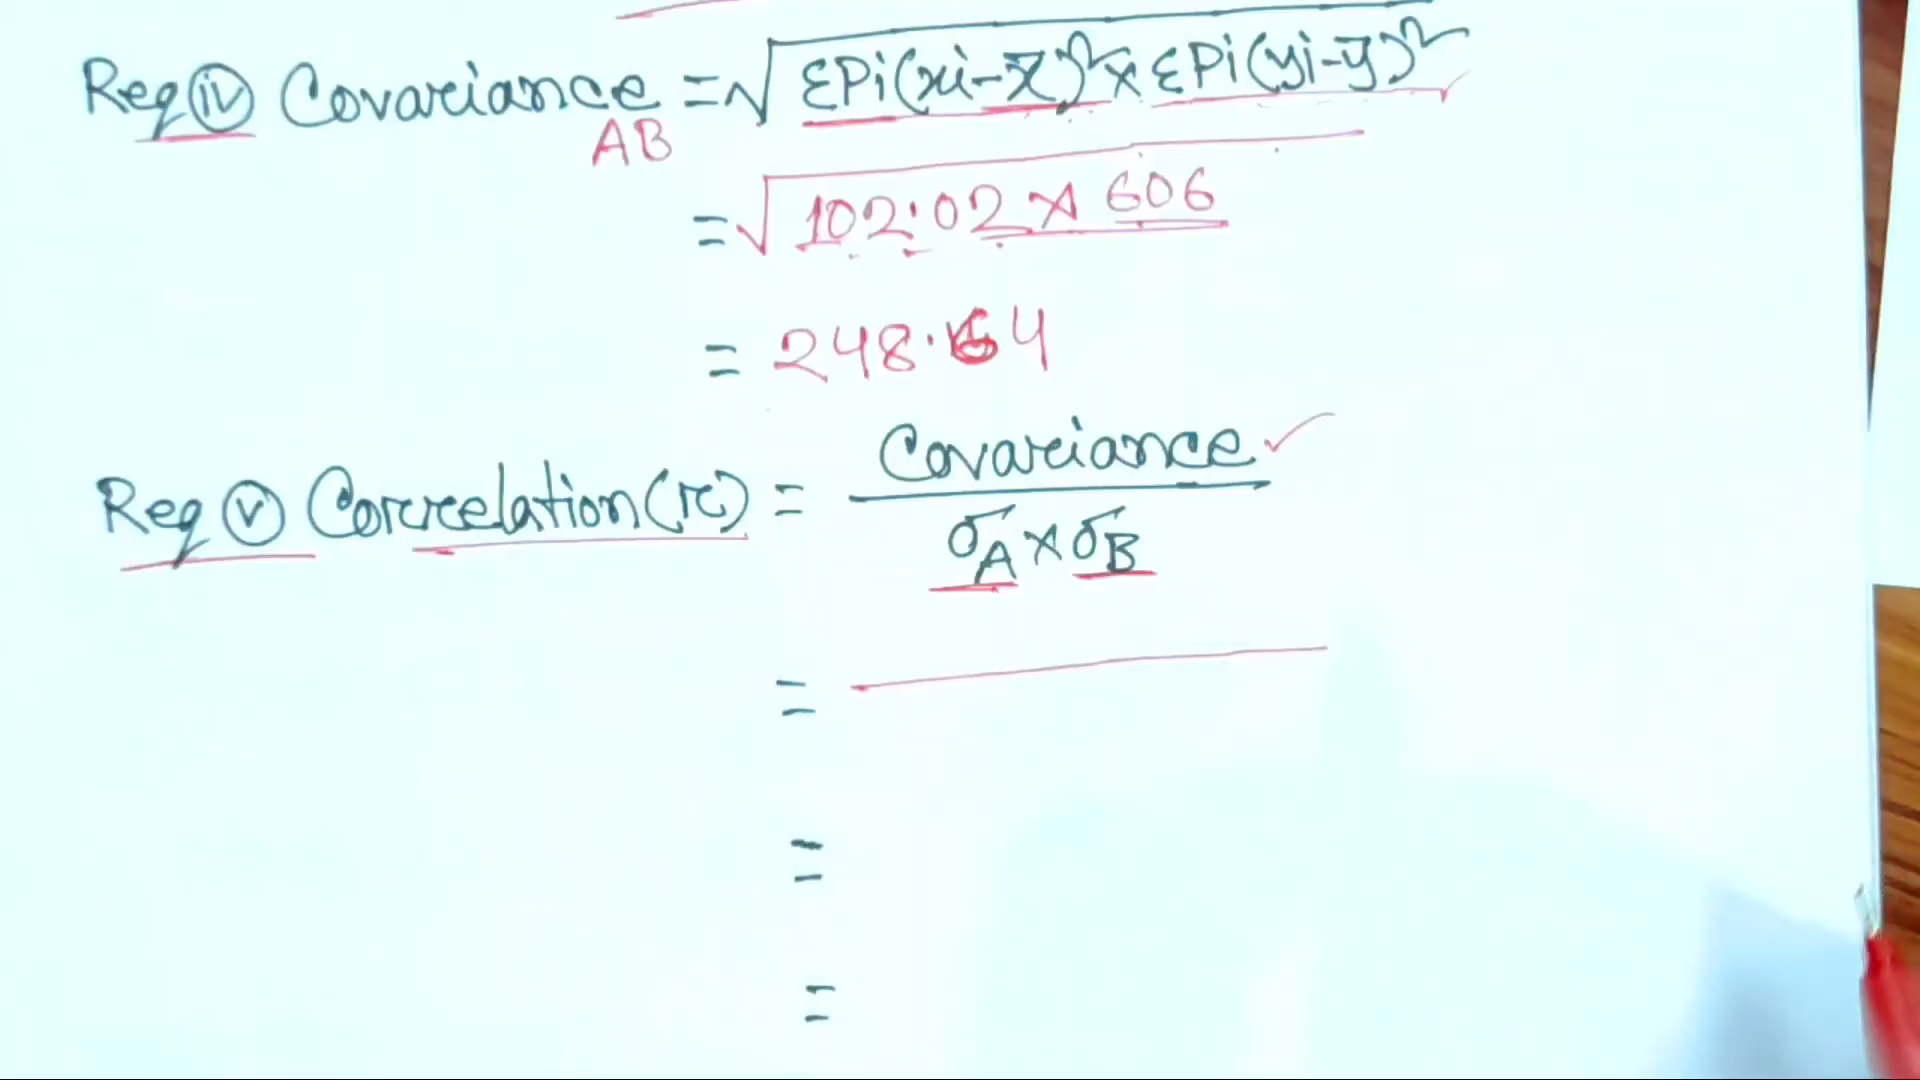 Req (iv) Covariance AB = √ΣPi(xi-x̄)² × ΣPi(yi-ȳ)²
= √102.02 × 606
= 248.64
Req (v) Correlation (r) = Covariance / σA × σB
=
=
=